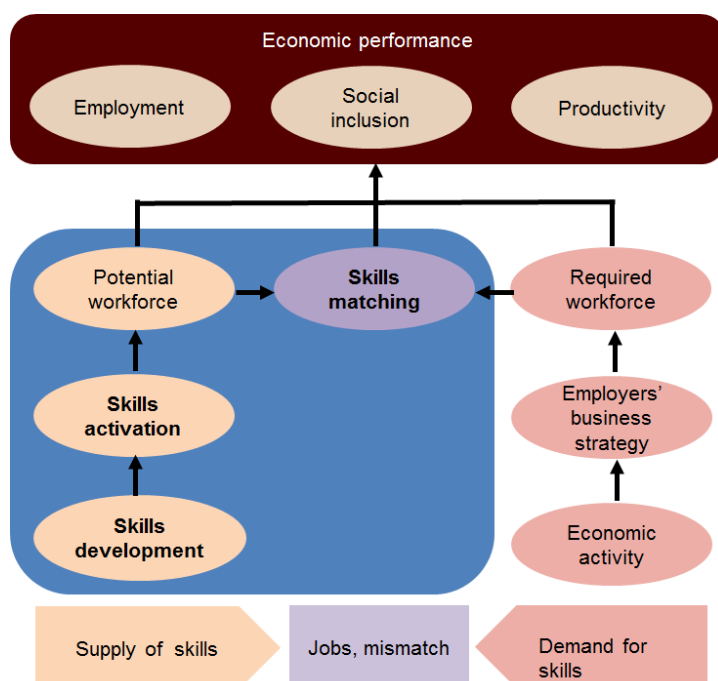 Economic performance
Employment
Social
inclusion
Productivity
Potential
workforce
Skills
matching
Required
workforce
Skills
activation
Employers’
business
strategy
Skills
development
Economic
activity
Supply of skills
Jobs, mismatch
Demand for
skills